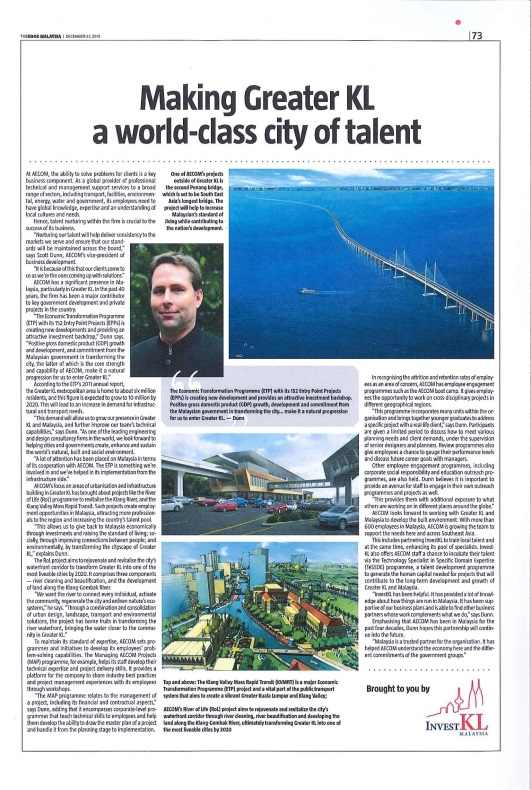 THE EDGE MALAYSIA | DECEMBER 23, 2013
73
Making Greater KL
a world-class city of talent
At AECOM, the ability to solve problems for clients is a key
business component. As a global provider of professional
technical and management support services to a broad
range of sectors, including transport, facilities, environmen-
tal, energy, water and government, its employees need to
have global knowledge, expertise and an understanding of
local cultures and needs.
Hence, talent nurturing within the firm is crucial to the
success of its business.
"Nurturing our talent will help deliver consistency to the
markets we serve and ensure that our stand-
ards will be maintained across the board,"
says Scott Dunn, AECOM's vice-president of
business development.
"It is because of this that our clients come to
us as we're the ones coming up with solutions."
AECOM has a significant presence in Ma-
laysia, particularly in Greater KL. In the past 40
years, the firm has been a major contributor
to key government development and private
projects in the country.
"The Economic Transformation Programme
(ETP) with its 152 Entry Point Projects (EPPs) is
creating new developments and providing an
attractive investment backdrop," Dunn says.
"Positive gross domestic product (GDP) growth
and development, and commitment from the
Malaysian government in transforming the
city, the latter of which is the core strength
and capability of AECOM, make it a natural
progression for us to enter Greater KL."
According to the ETP's 2011 annual report,
the Greater KL metropolitan area is home to about six million
residents, and this figure is expected to grow to 10 million by
2020. This will lead to an increase in demand for infrastruc-
tural and transport needs.
"This demand will allow us to grow our presence in Greater
KL and Malaysia, and further improve our team's technical
capabilities," says Dunn. "As one of the leading engineering
and design consultancy firms in the world, we look forward to
helping cities and governments create, enhance and sustain
the world's natural, built and social environment.
"A lot of attention has been placed on Malaysia in terms
of its cooperation with AECOM. The ETP is something we're
involved in and we've helped in its implementation from the
infrastructure side."
AECOM's focus on areas of urbanisation and infrastructure
building in Greater KL has brought about projects like the River
of Life (RoL) programme to revitalise the Klang River, and the
Klang Valley Mass Rapid Transit. Such projects create employ-
ment opportunities in Malaysia, attracting more profession-
als to the region and increasing the country's talent pool.
"This allows us to give back to Malaysia economically
through investments and raising the standard of living; so-
cially, through improving connections between people; and
environmentally, by transforming the cityscape of Greater
KL," explains Dunn.
The RoL project aims to rejuvenate and revitalise the city's
waterfront corridor to transform Greater KL into one of the
most liveable cities by 2020. It comprises three components
— river cleaning and beautification, and the development
of land along the Klang-Gombak River.
"We want the river to connect every individual, activate
the community, regenerate the city and enliven nature's eco-
systems," he says. "Through a combination and consolidation
of urban design, landscape, transport and environmental
solutions, the project has borne fruits in transforming the
river waterfront, bringing the water closer to the commu-
nity in Greater KL."
To maintain its standard of expertise, AECOM sets pro-
grammes and initiatives to develop its employees' prob-
lem-solving capabilities. The Managing AECOM Projects
(MAP) programme, for example, helps its staff develop their
technical expertise and project delivery skills. It provides a
platform for the company to share industry best practices
and project management experiences with its employees
through workshops.
"The MAP programme relates to the management of
a project, including its financial and contractual aspects,"
says Dunn, adding that it encompasses corporate-level pro-
grammes that teach technical skills to employees and help
them develop the ability to draw the master plan of a project
and handle it from the planning stage to implementation.
One of AECOM's projects
outside of Greater KL is
the second Penang bridge,
which is set to be South East
Asia's longest bridge. The
project will help to increase
Malaysian's standard of
living while contributing to
the nation's development.
The Economic Transformation Programme (ETP) with its 152 Entry Point Projects
(EPPs) is creating new development and provides an attractive investment backdrop.
Positive gross domestic product (GDP) growth, development and commitment from
the Malaysian government in transforming the city... make it a natural progression
for us to enter Greater KL. — Dunn
Top and above: The Klang Valley Mass Rapid Transit (KVMRT) is a major Economic
Transformation Programme (ETP) project and a vital part of the public transport
system that aims to create a vibrant Greater Kuala Lumpur and Klang Valley;
AECOM's River of Life (RoL) project aims to rejuvenate and revitalize the city's
waterfront corridor through river cleaning, river beautification and developing the
land along the Klang-Gombak River, ultimately transforming Greater KL into one of
the most liveable cities by 2020
In recognising the attrition and retention rates of employ-
ees as an area of concern, AECOM has employee engagement
programmes such as the AECOM boot camp. It gives employ-
ees the opportunity to work on cross-disciplinary projects in
different geographical regions.
"This programme incorporates many units within the or-
ganisation and brings together younger graduates to address
a specific project with a real-life client," says Dunn. Participants
are given a limited period to discuss how to meet various
planning needs and client demands, under the supervision
of senior designers and planners. Review programmes also
give employees a chance to gauge their performance levels
and discuss future career goals with managers.
Other employee engagement programmes, including
corporate social responsibility and education outreach pro-
grammes, are also held. Dunn believes it is important to
provide an avenue for staff to engage in their own outreach
programmes and projects as well.
"This provides them with additional exposure to what
others are working on in different places around the globe."
AECOM looks forward to working with Greater KL and
Malaysia to develop the built environment. With more than
600 employees in Malaysia, AECOM is growing the team to
support the needs here and across Southeast Asia.
This includes partnering InvestKL to train local talent and
at the same time, enhancing its pool of specialists. Invest-
KL also offers AECOM staff a chance to incubate their talent
via the Technology Specialist in Specific Domain Expertise
(TeSSDE) programme, a talent development programme
to generate the human capital needed for projects that will
contribute to the long-term development and growth of
Greater KL and Malaysia.
"InvestKL has been helpful. It has provided a lot of knowl-
edge about how things are run in Malaysia. It has been sup-
portive of our business plans and is able to find other business
partners whose work complements what we do," says Dunn.
Emphasising that AECOM has been in Malaysia for the
past four decades, Dunn hopes this partnership will contin-
ue into the future.
"Malaysia is a trusted partner for the organisation. It has
helped AECOM understand the economy here and the differ-
ent commitments of the government groups."
Brought to you by
INVEST KL
MALAYSIA